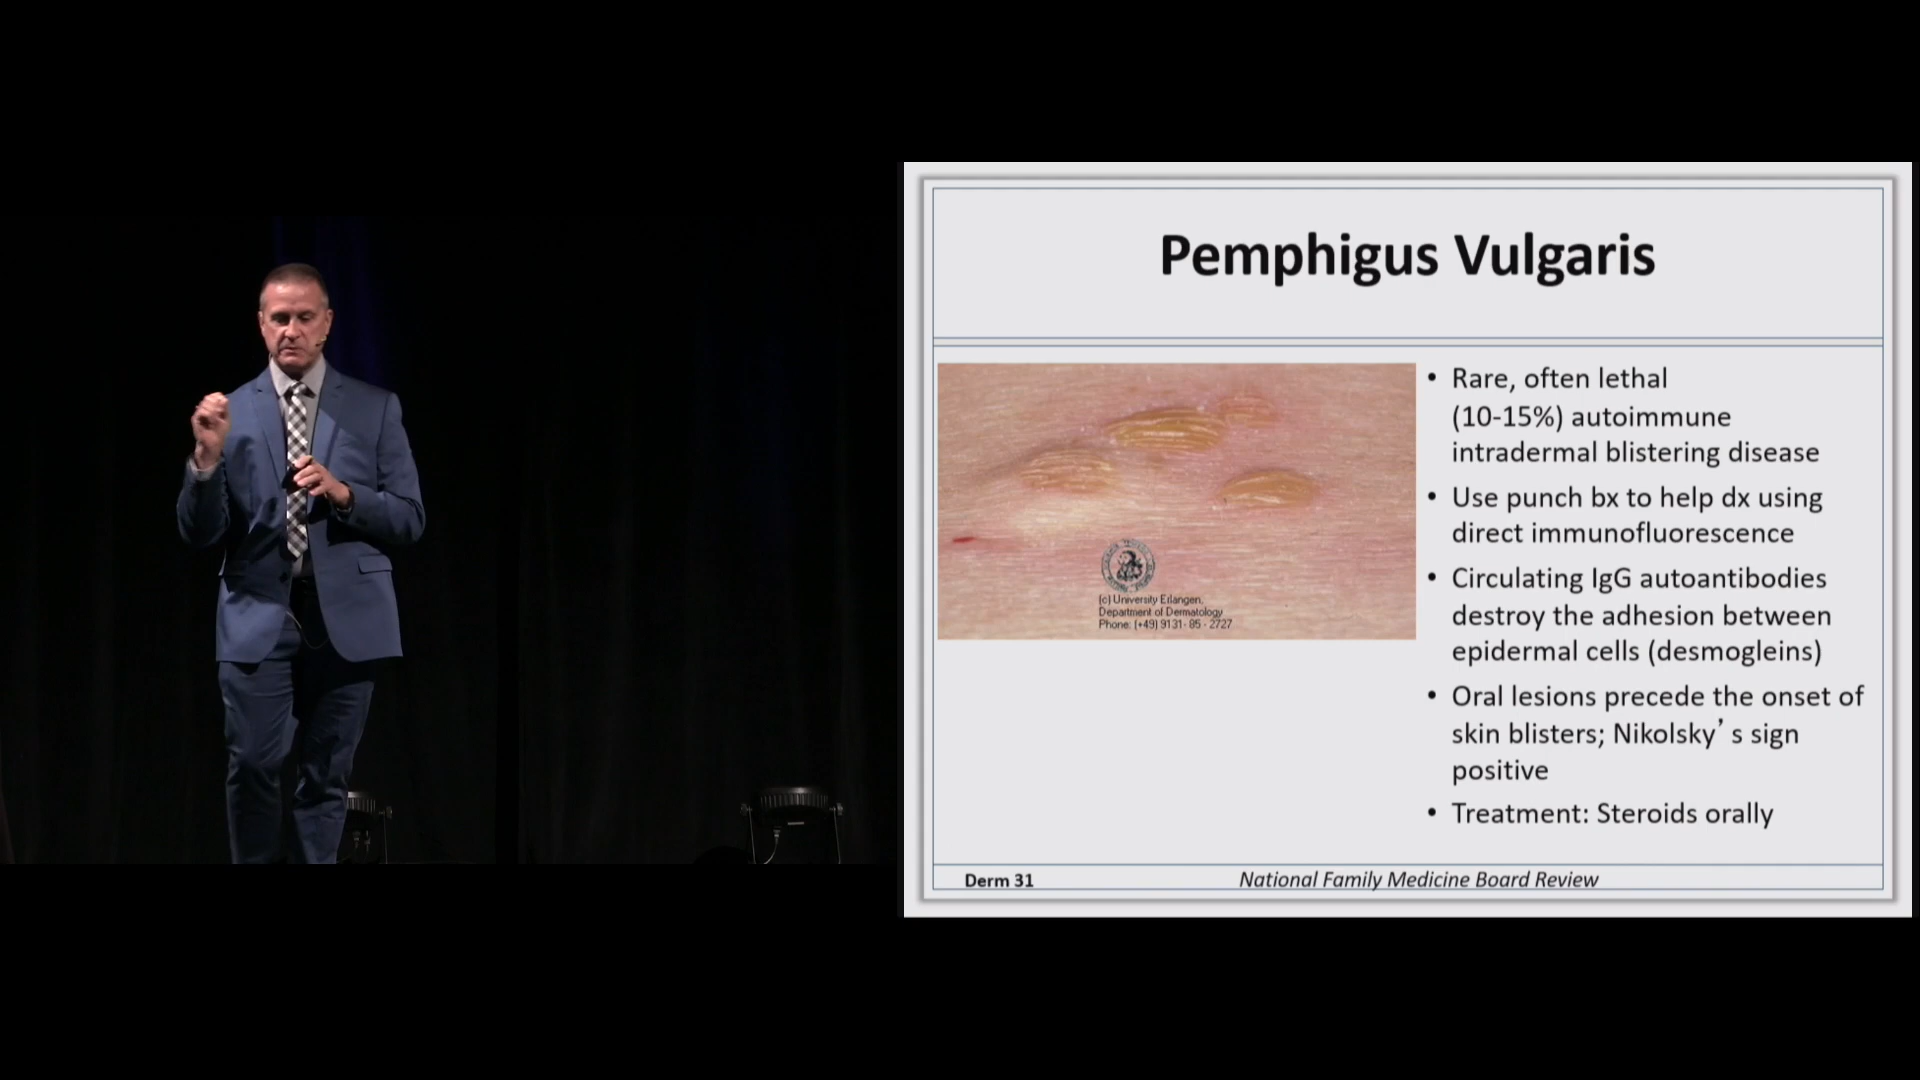 Pemphigus Vulgaris
(c) University Erlangen,
Department of Dermatology
Phone: (+49) 9131- 85 - 2727
• Rare, often lethal
(10-15%) autoimmune
intradermal blistering disease
• Use punch bx to help dx using
direct immunofluorescence
• Circulating IgG autoantibodies
destroy the adhesion between
epidermal cells (desmogleins)
• Oral lesions precede the onset of
skin blisters; Nikolsky’s sign
positive
• Treatment: Steroids orally
Derm 31
National Family Medicine Board Review